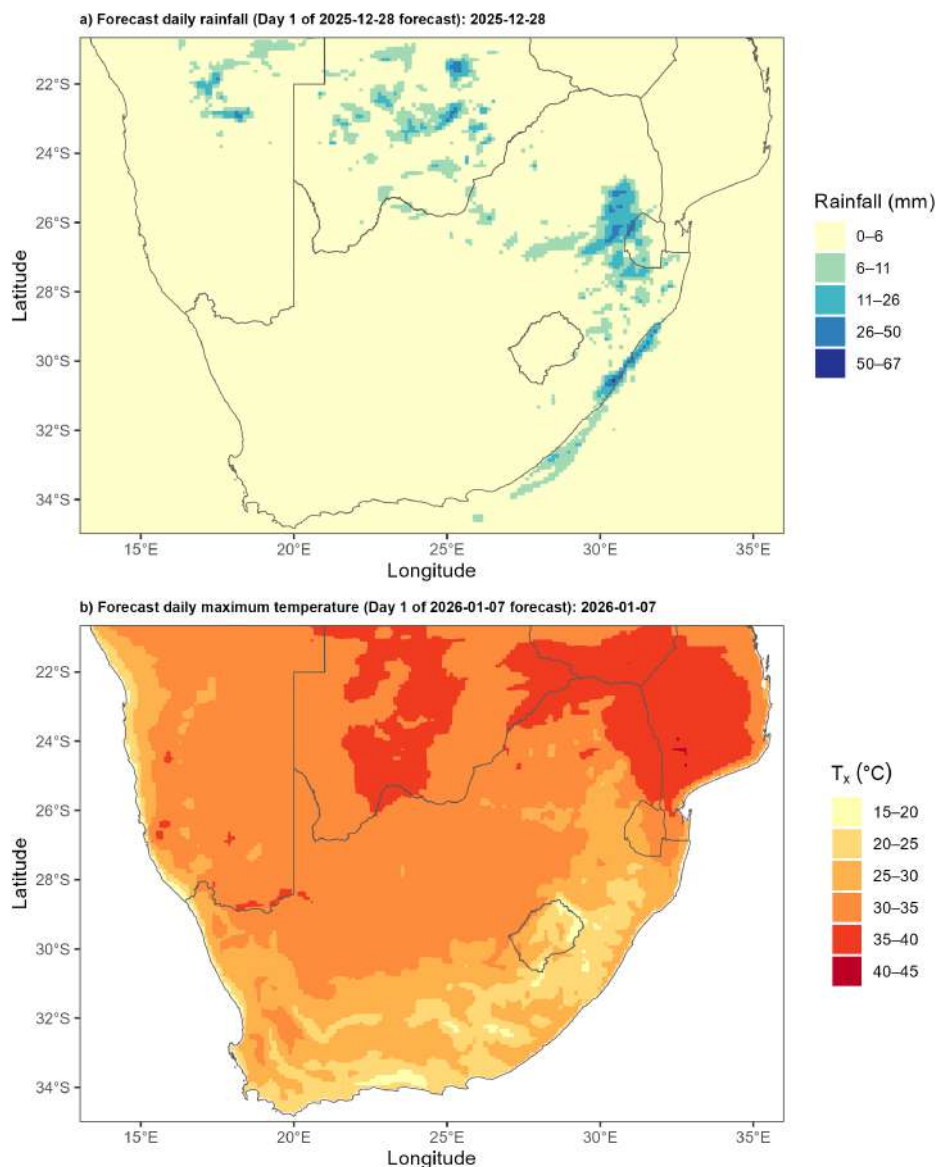 a) Forecast daily rainfall (Day 1 of 2025-12-28 forecast): 2025-12-28
22°S
24°S
26°S
28°S
30°S
32°S
34°S
Latitude
15°E
20°E
25°E
30°E
35°E
Longitude
Rainfall (mm)
0–6
6–11
11–26
26–50
50–67
b) Forecast daily maximum temperature (Day 1 of 2026-01-07 forecast): 2026-01-07
22°S
24°S
26°S
28°S
30°S
32°S
34°S
Latitude
15°E
20°E
25°E
30°E
35°E
Longitude
Tx (°C)
15–20
20–25
25–30
30–35
35–40
40–45